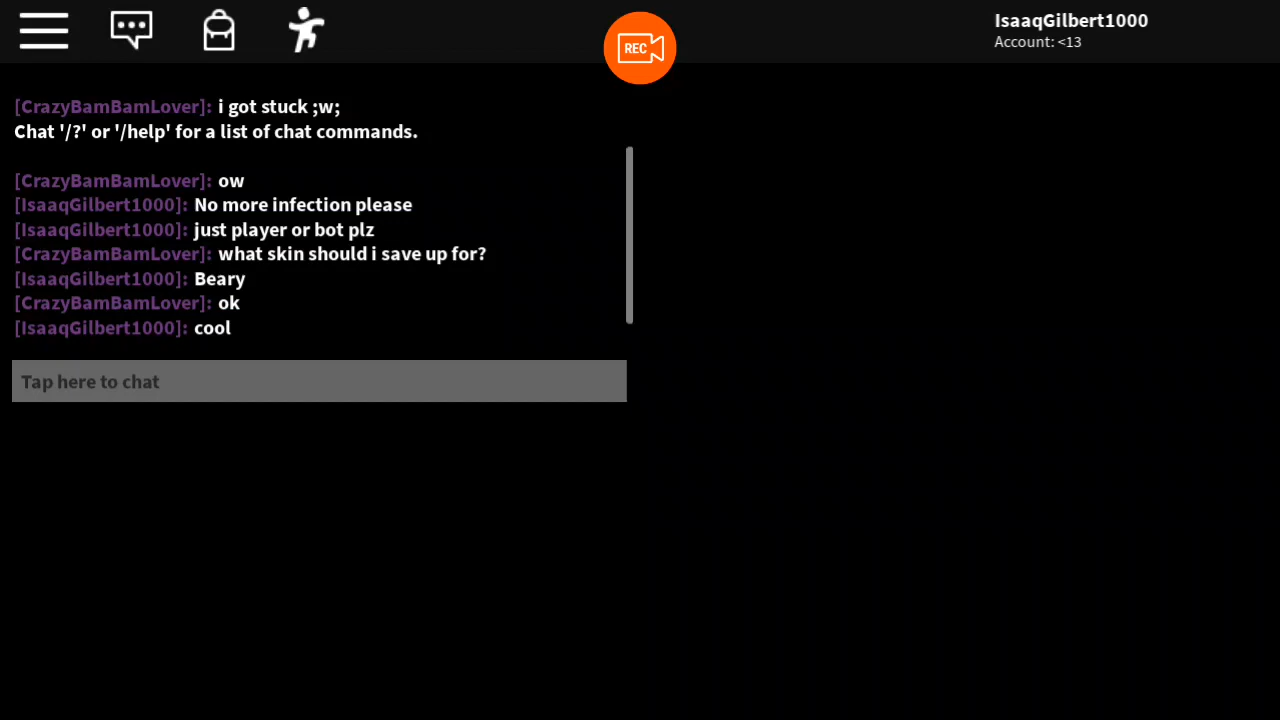 IsaaqGilbert1000
Account: <13
REC
[CrazyBamBamLover]: i got stuck ;w;
Chat '/?' or '/help' for a list of chat commands.
[CrazyBamBamLover]: ow
[IsaaqGilbert1000]: No more infection please
[IsaaqGilbert1000]: just player or bot plz
[CrazyBamBamLover]: what skin should i save up for?
[IsaaqGilbert1000]: Beary
[CrazyBamBamLover]: ok
[IsaaqGilbert1000]: cool
Tap here to chat